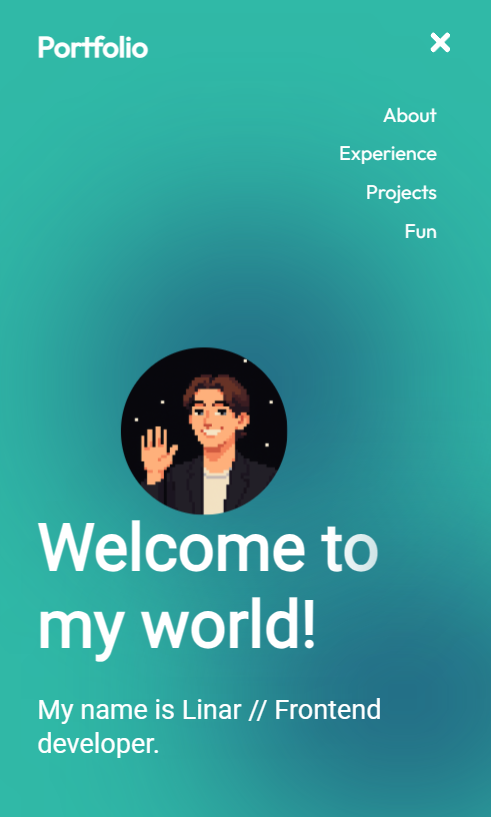 Portfolio
About
Experience
Projects
Fun
Welcome to
my world!
My name is Linar // Frontend
developer.